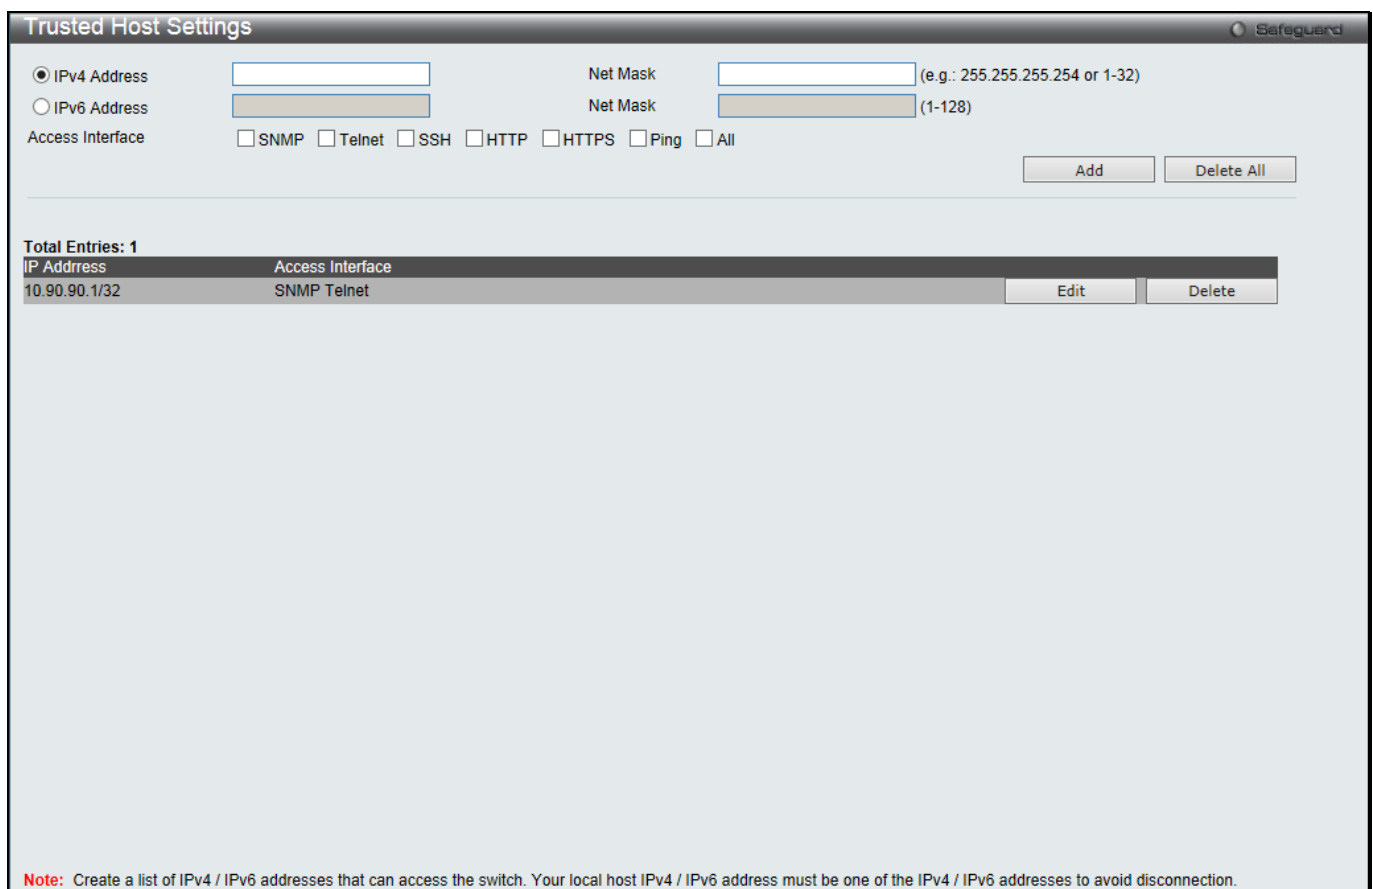 Trusted Host Settings
Safeguard
IPv4 Address Net Mask (e.g.: 255.255.255.254 or 1-32)
IPv6 Address Net Mask (1-128)
Access Interface SNMP Telnet SSH HTTP HTTPS Ping All
Add Delete All
Total Entries: 1
IP Addrress Access Interface
10.90.90.1/32 SNMP Telnet Edit Delete
Note: Create a list of IPv4 / IPv6 addresses that can access the switch. Your local host IPv4 / IPv6 address must be one of the IPv4 / IPv6 addresses to avoid disconnection.